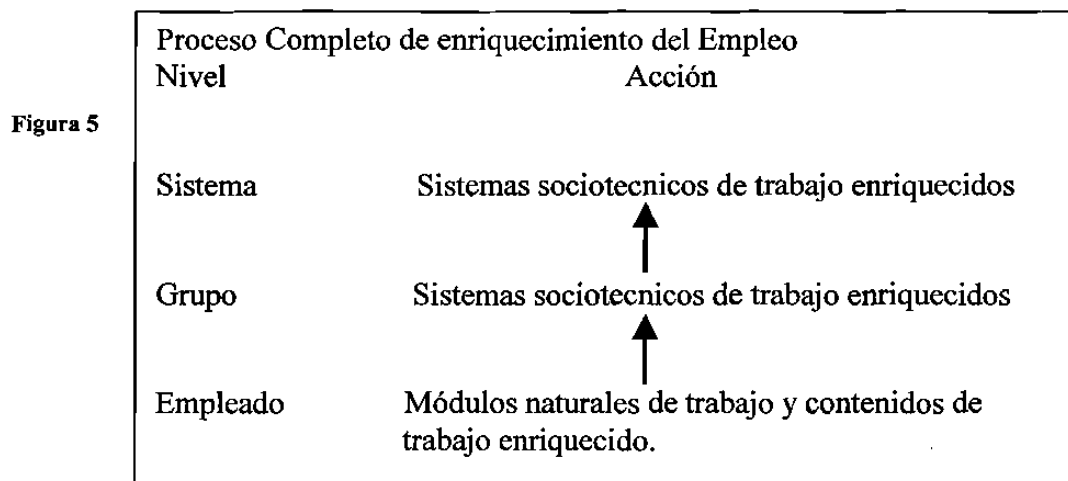 Proceso Completo de enriquecimiento del Empleo
Nivel Acción
Figura 5
Sistema Sistemas sociotecnicos de trabajo enriquecidos
Grupo Sistemas sociotecnicos de trabajo enriquecidos
Empleado Módulos naturales de trabajo y contenidos de
trabajo enriquecido.